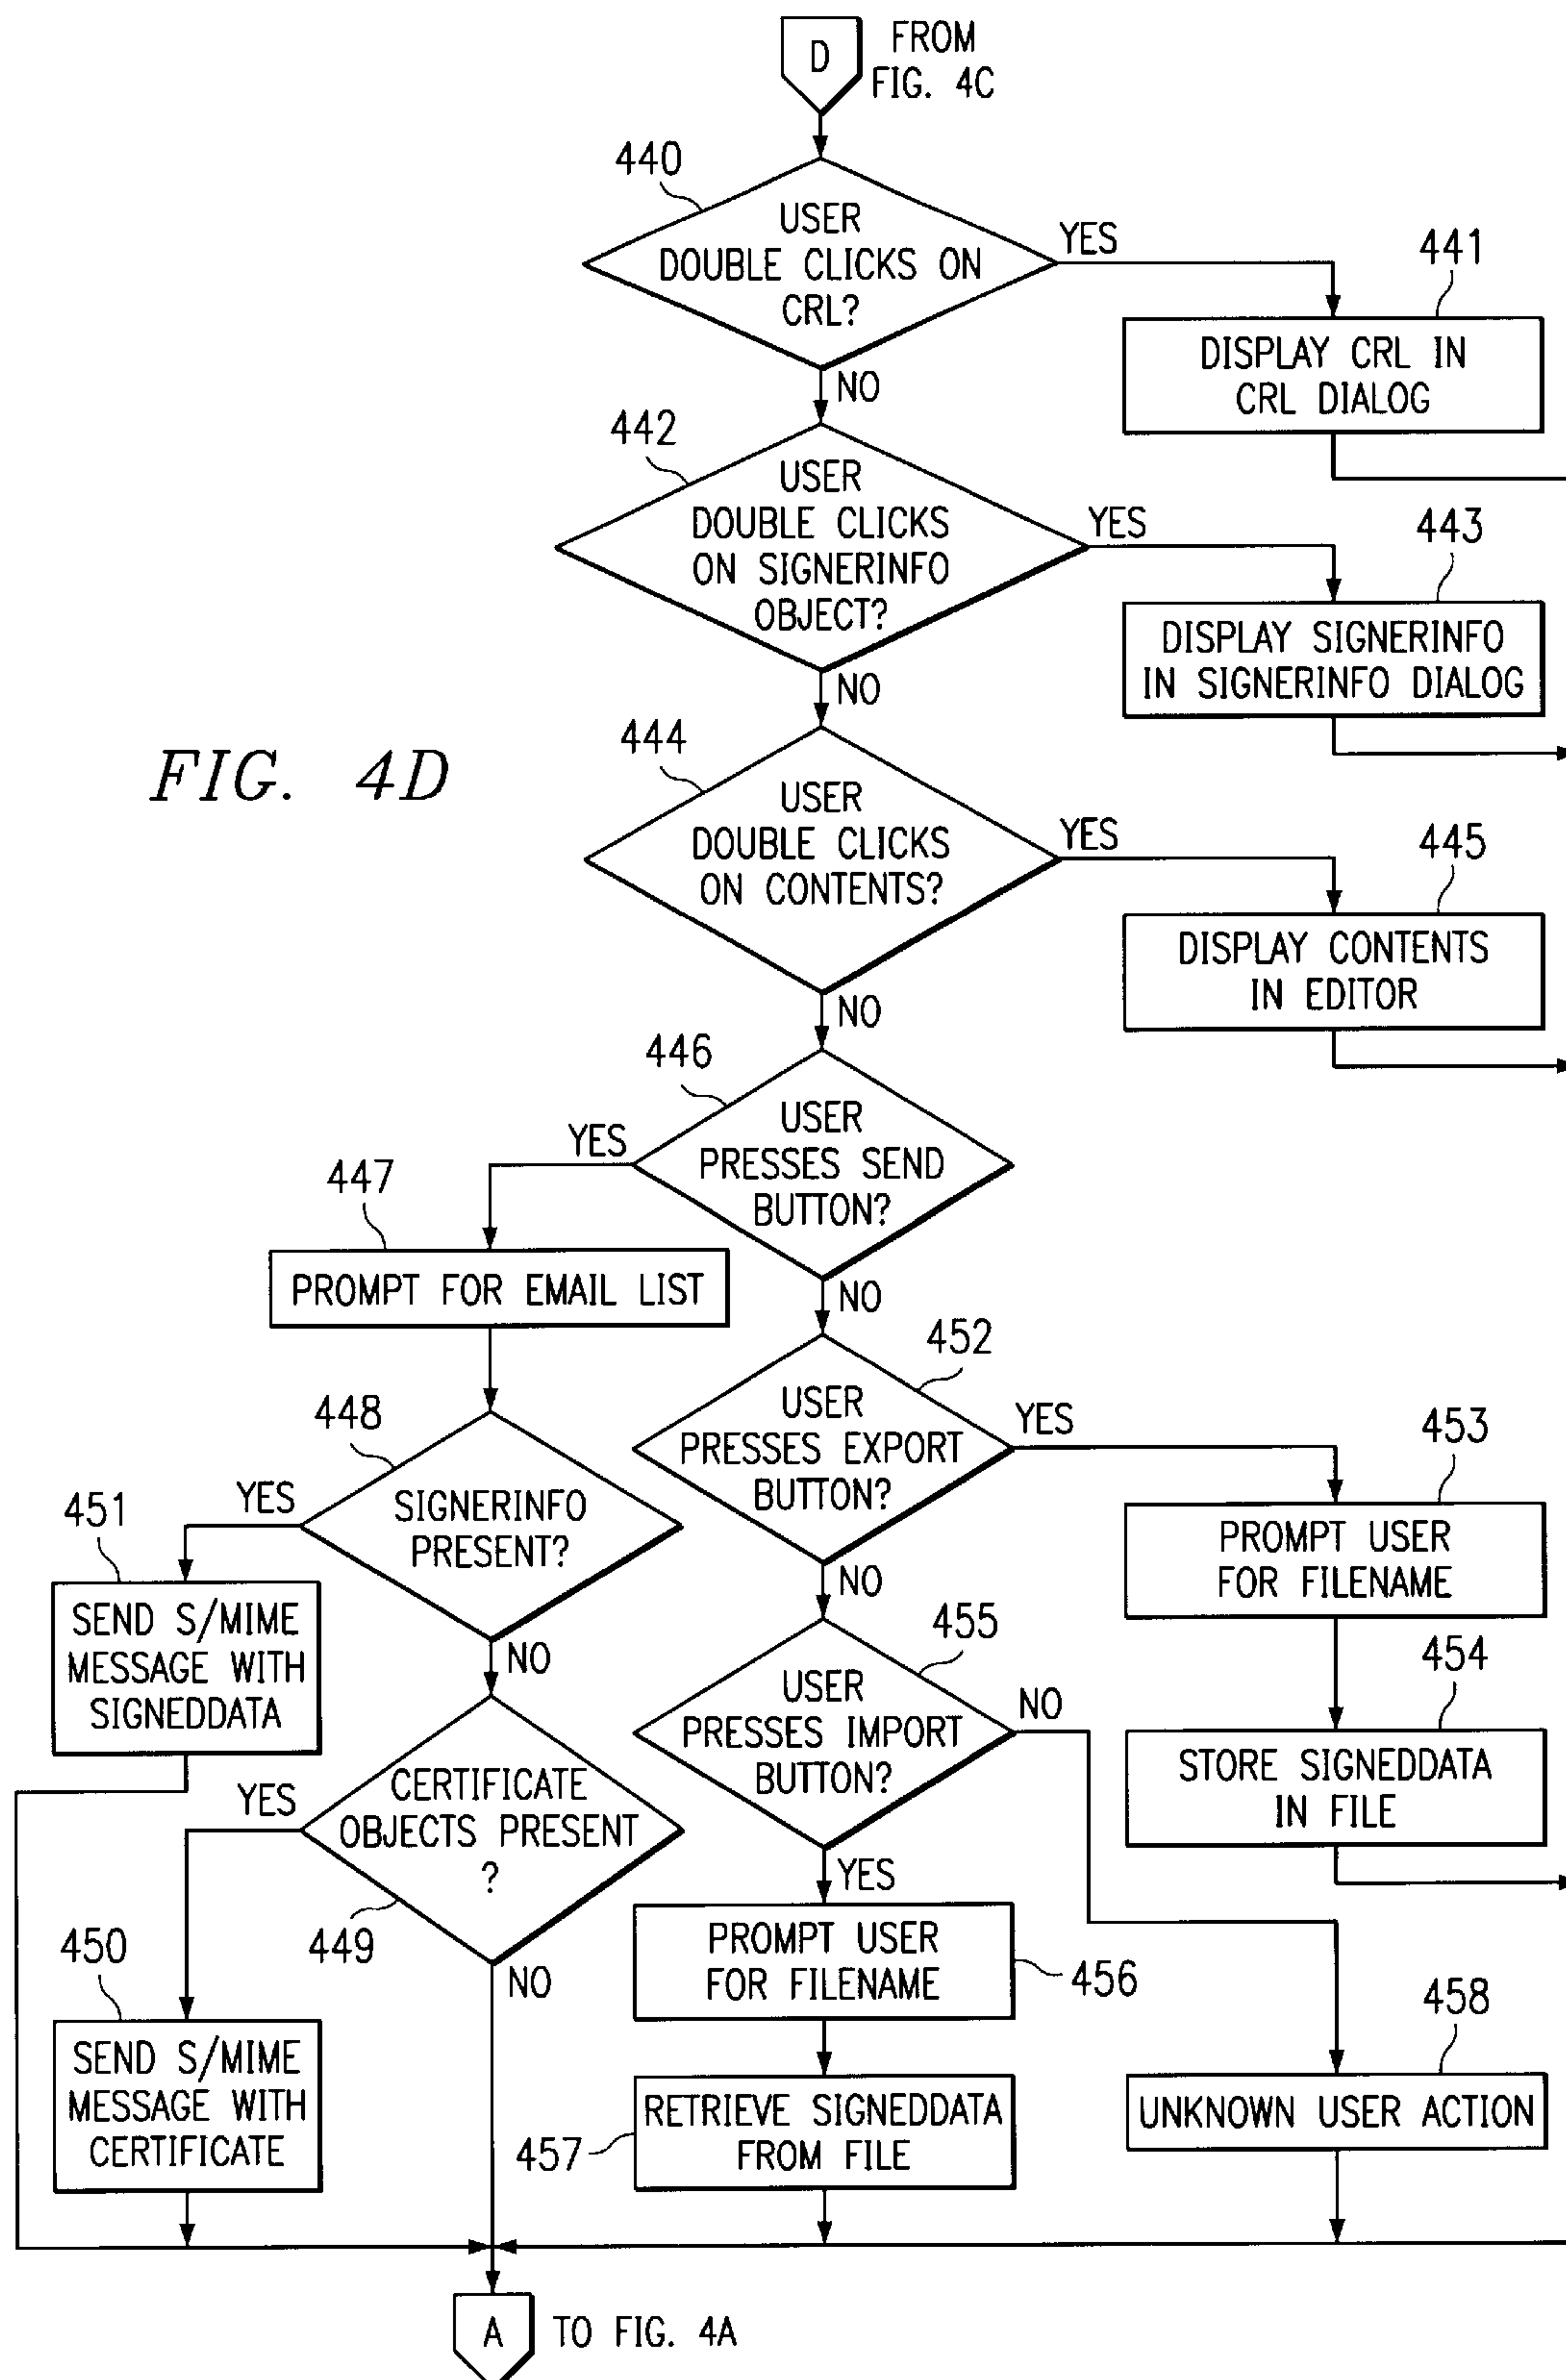 D
FROM
FIG. 4C
440
USER
DOUBLE CLICKS ON
CRL?
YES
441
DISPLAY CRL IN
CRL DIALOG
NO
442
USER
DOUBLE CLICKS
ON SIGNERINFO
OBJECT?
YES
443
DISPLAY SIGNERINFO
IN SIGNERINFO DIALOG
NO
FIG. 4D
444
USER
DOUBLE CLICKS
ON CONTENTS?
YES
445
DISPLAY CONTENTS
IN EDITOR
NO
446
USER
PRESSES SEND
BUTTON?
YES
447
PROMPT FOR EMAIL LIST
NO
448
SIGNERINFO
PRESENT?
YES
451
SEND S/MIME
MESSAGE WITH
SIGNEDDATA
NO
CERTIFICATE
OBJECTS PRESENT
?
449
YES
450
SEND S/MIME
MESSAGE WITH
CERTIFICATE
NO
452
USER
PRESSES EXPORT
BUTTON?
YES
453
PROMPT USER
FOR FILENAME
454
STORE SIGNEDDATA
IN FILE
NO
455
USER
PRESSES IMPORT
BUTTON?
NO
YES
PROMPT USER
FOR FILENAME
456
RETRIEVE SIGNEDDATA
FROM FILE
457
458
UNKNOWN USER ACTION
A
TO FIG. 4A